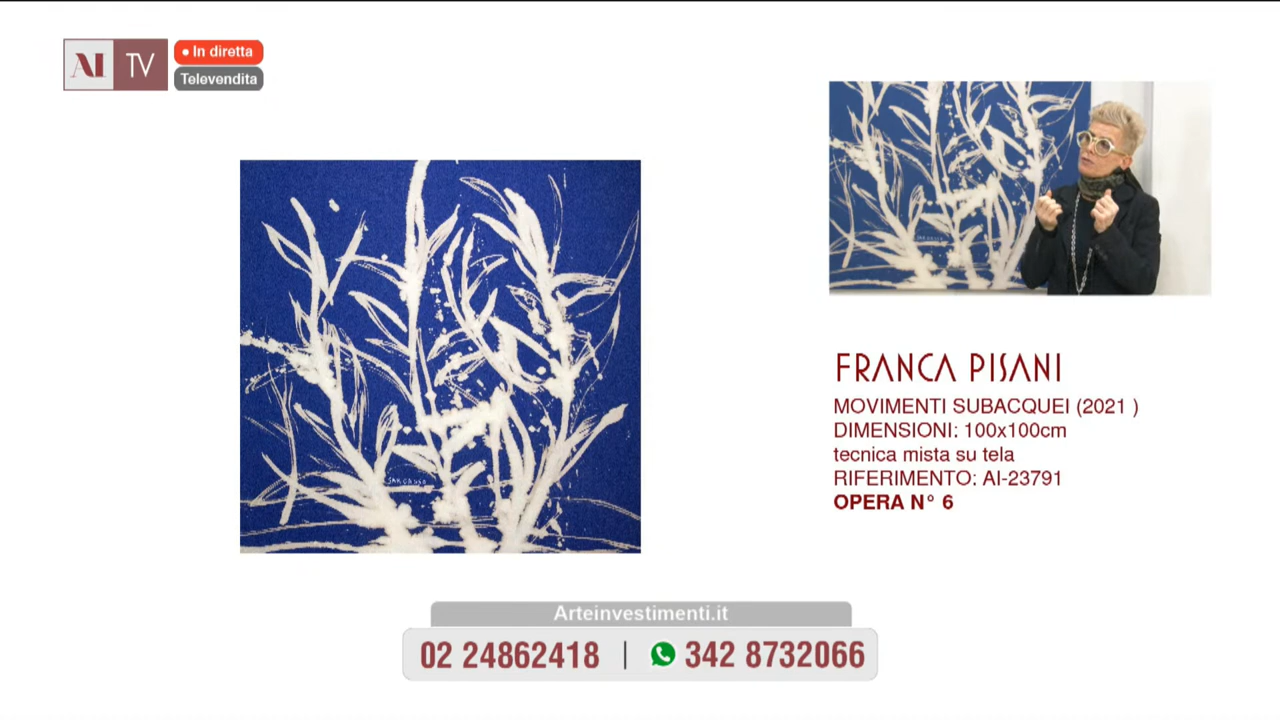 AI TV
• In diretta
Televendita
FRANCA PISANI
MOVIMENTI SUBACQUEI (2021 )
DIMENSIONI: 100x100cm
tecnica mista su tela
RIFERIMENTO: AI-23791
OPERA N° 6
SARGASSO
Arteinvestimenti.it
02 24862418 | 342 8732066